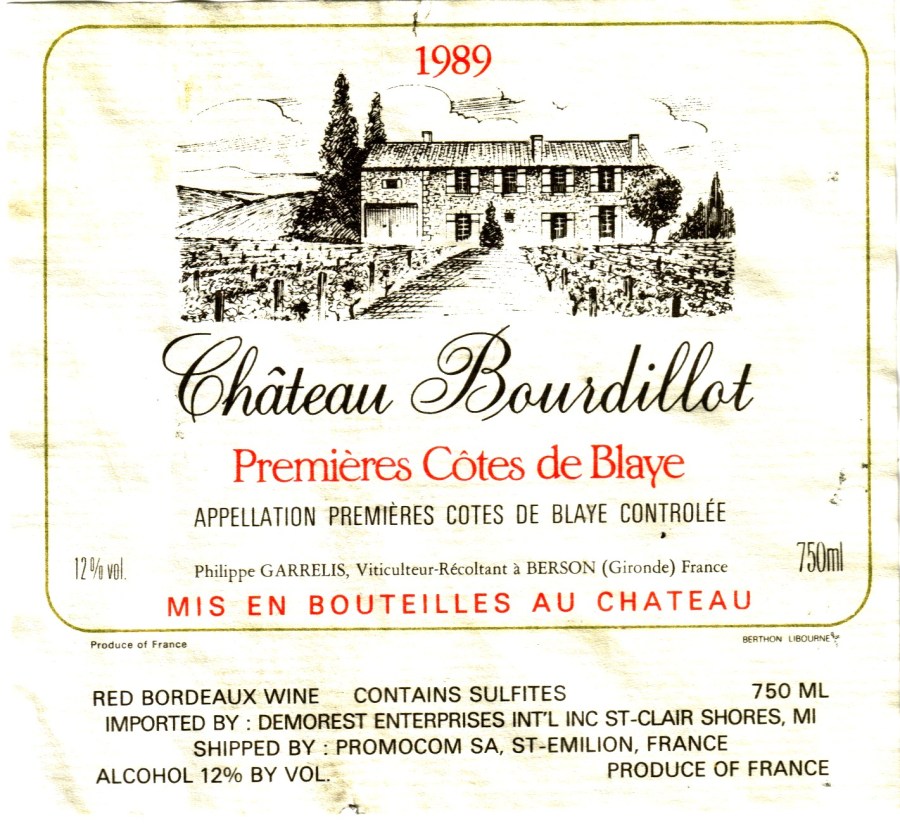 1989
Château Bourdillot
Premières Côtes de Blaye
APPELLATION PREMIÈRES COTES DE BLAYE CONTROLÉE
12% vol. 750ml
Philippe GARRELIS, Viticulteur-Récoltant à BERSON (Gironde) France
MIS EN BOUTEILLES AU CHATEAU
Produce of France BERTHON LIBOURNE
RED BORDEAUX WINE CONTAINS SULFITES 750 ML
IMPORTED BY : DEMOREST ENTERPRISES INT'L INC ST-CLAIR SHORES, MI
SHIPPED BY : PROMOCOM SA, ST-EMILION, FRANCE
ALCOHOL 12% BY VOL. PRODUCE OF FRANCE